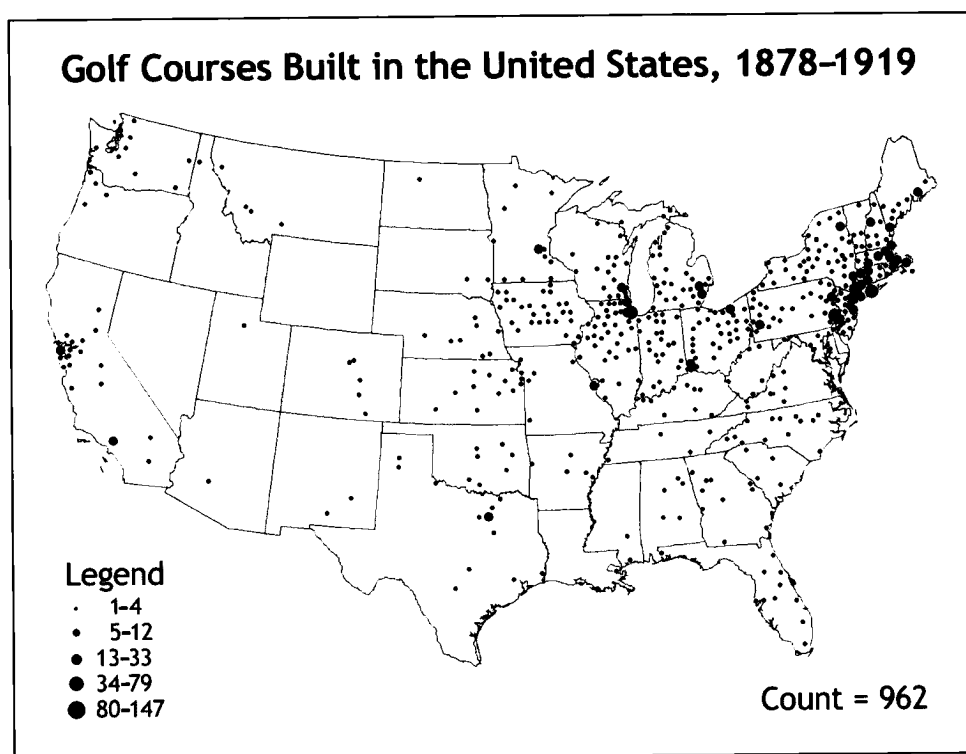 Golf Courses Built in the United States, 1878–1919
Legend
1–4
5–12
13–33
34–79
80–147
Count = 962